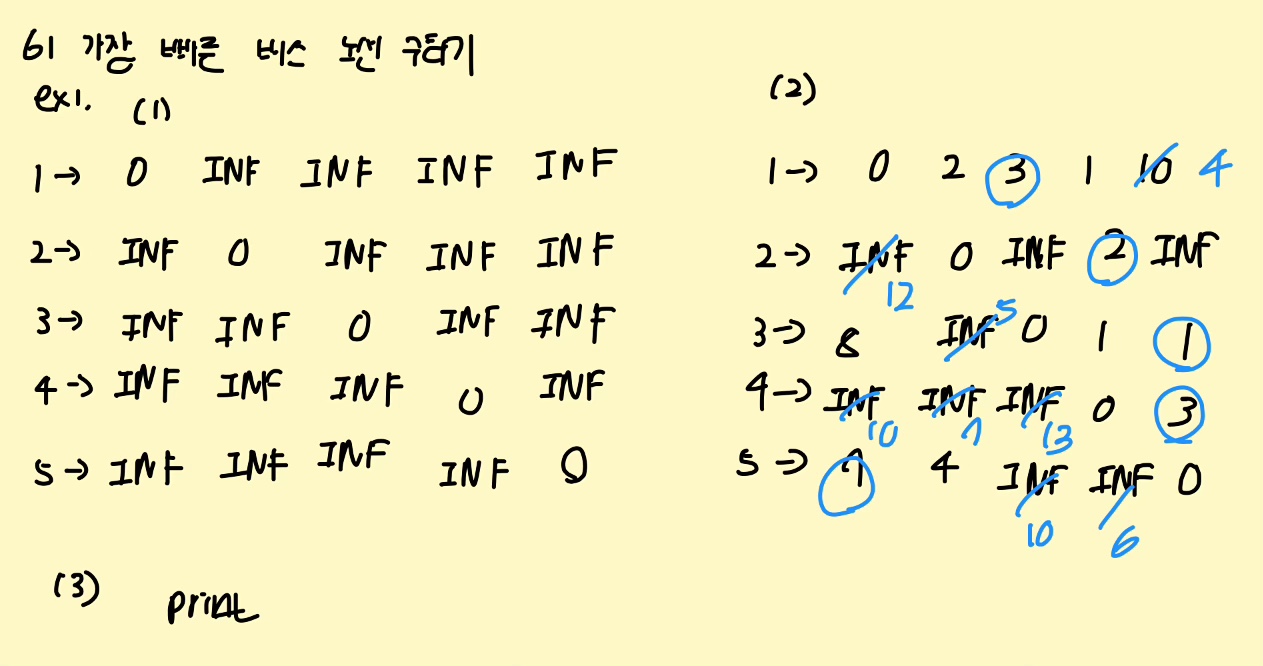 61 가장 빠른 버스 노선 구하기
ex1. (1)
1→ 0 INF INF INF INF
2→ INF 0 INF INF INF
3→ INF INF 0 INF INF
4→ INF INF INF 0 INF
5→ INF INF INF INF 0
(2)
1→ 0 2 3 1 10 4
2→ INF 0 INF 2 INF
12
3→ 8 INF 5 0 1 1
4→ INF INF INF 0 3
10 7 13
5→ 7 4 INF INF 0
10 6
(3) print